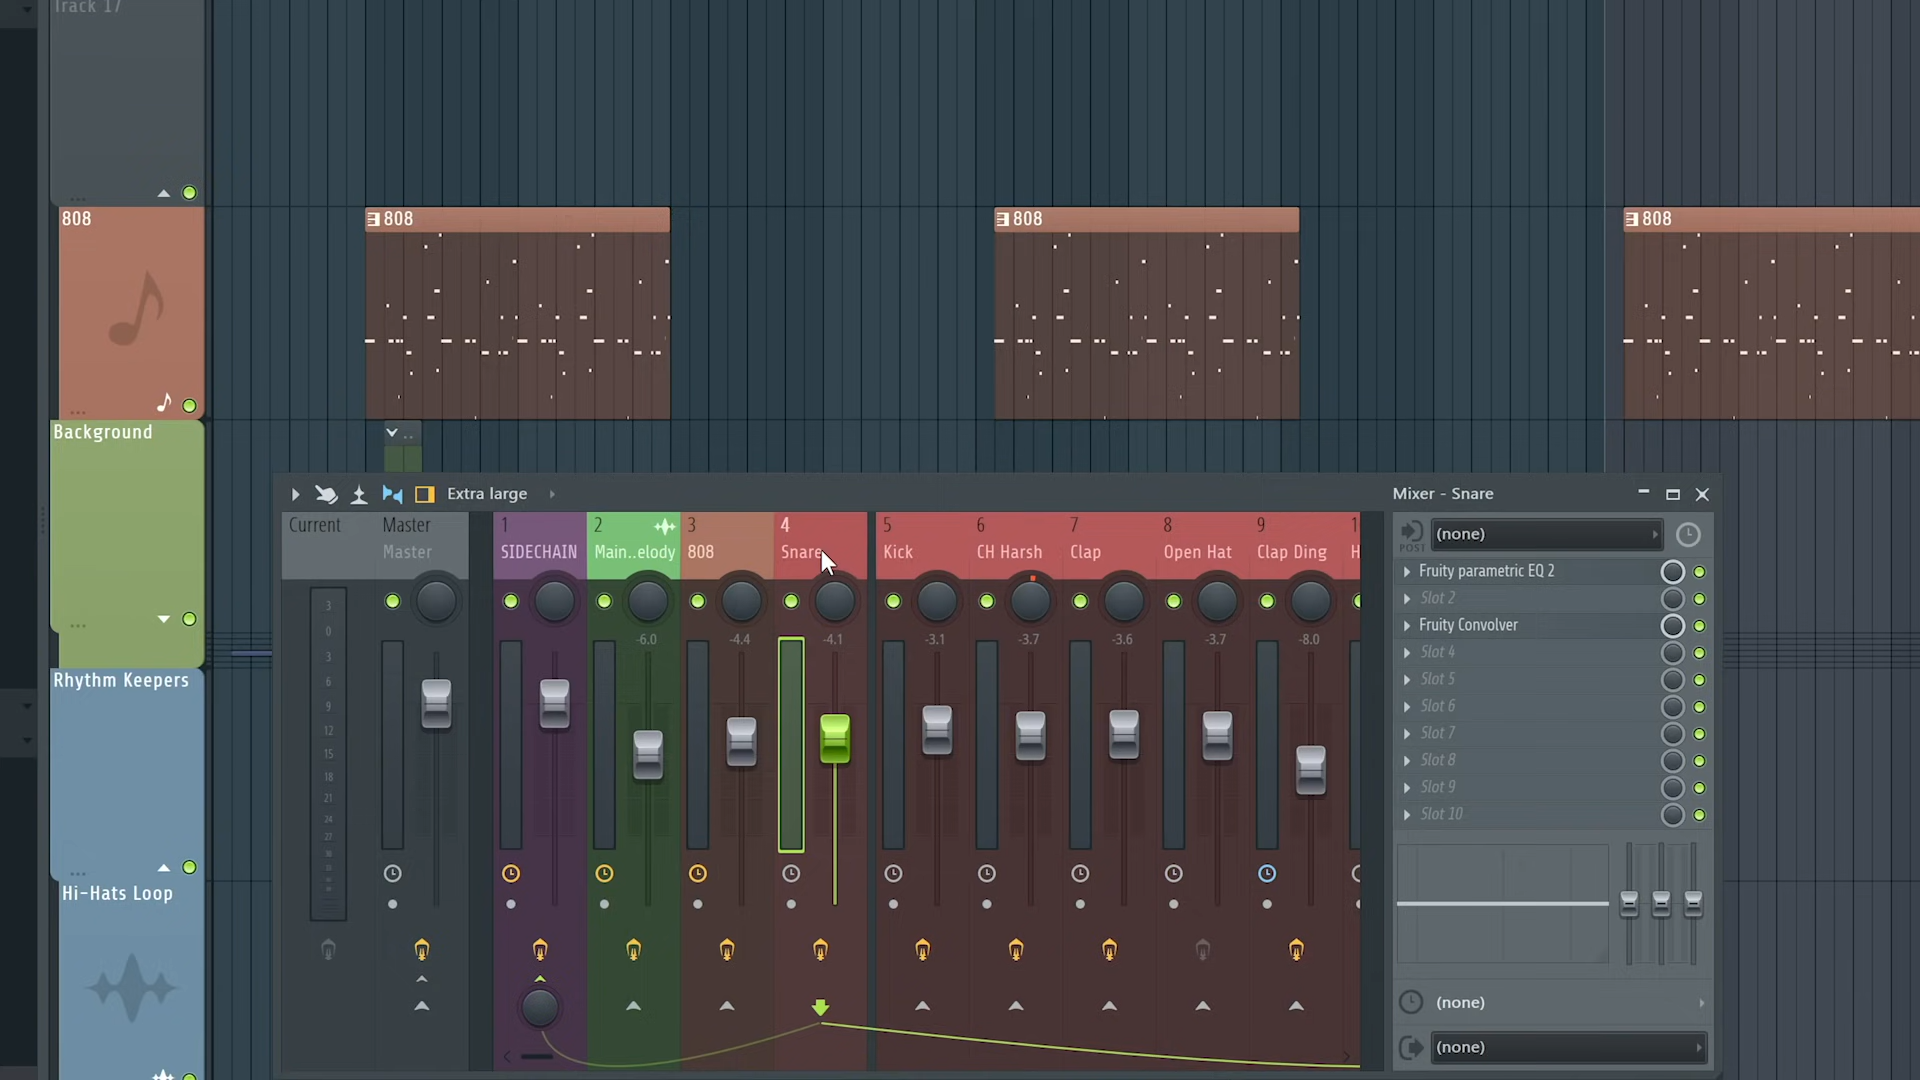 Track 17
808
808
808
808
Background
Rhythm Keepers
Hi-Hats Loop
Extra large
Mixer - Snare
Current
Master
1
2
3
4
5
6
7
8
9
Master
SIDECHAIN
Main..elody
808
Snare
Kick
CH Harsh
Clap
Open Hat
Clap Ding
H
-6.0
-4.4
-4.1
-3.1
-3.7
-3.6
-3.7
-8.0
3
0
3
6
9
12
15
18
21
24
27
POST
(none)
Fruity parametric EQ 2
Slot 2
Fruity Convolver
Slot 4
Slot 5
Slot 6
Slot 7
Slot 8
Slot 9
Slot 10
(none)
(none)